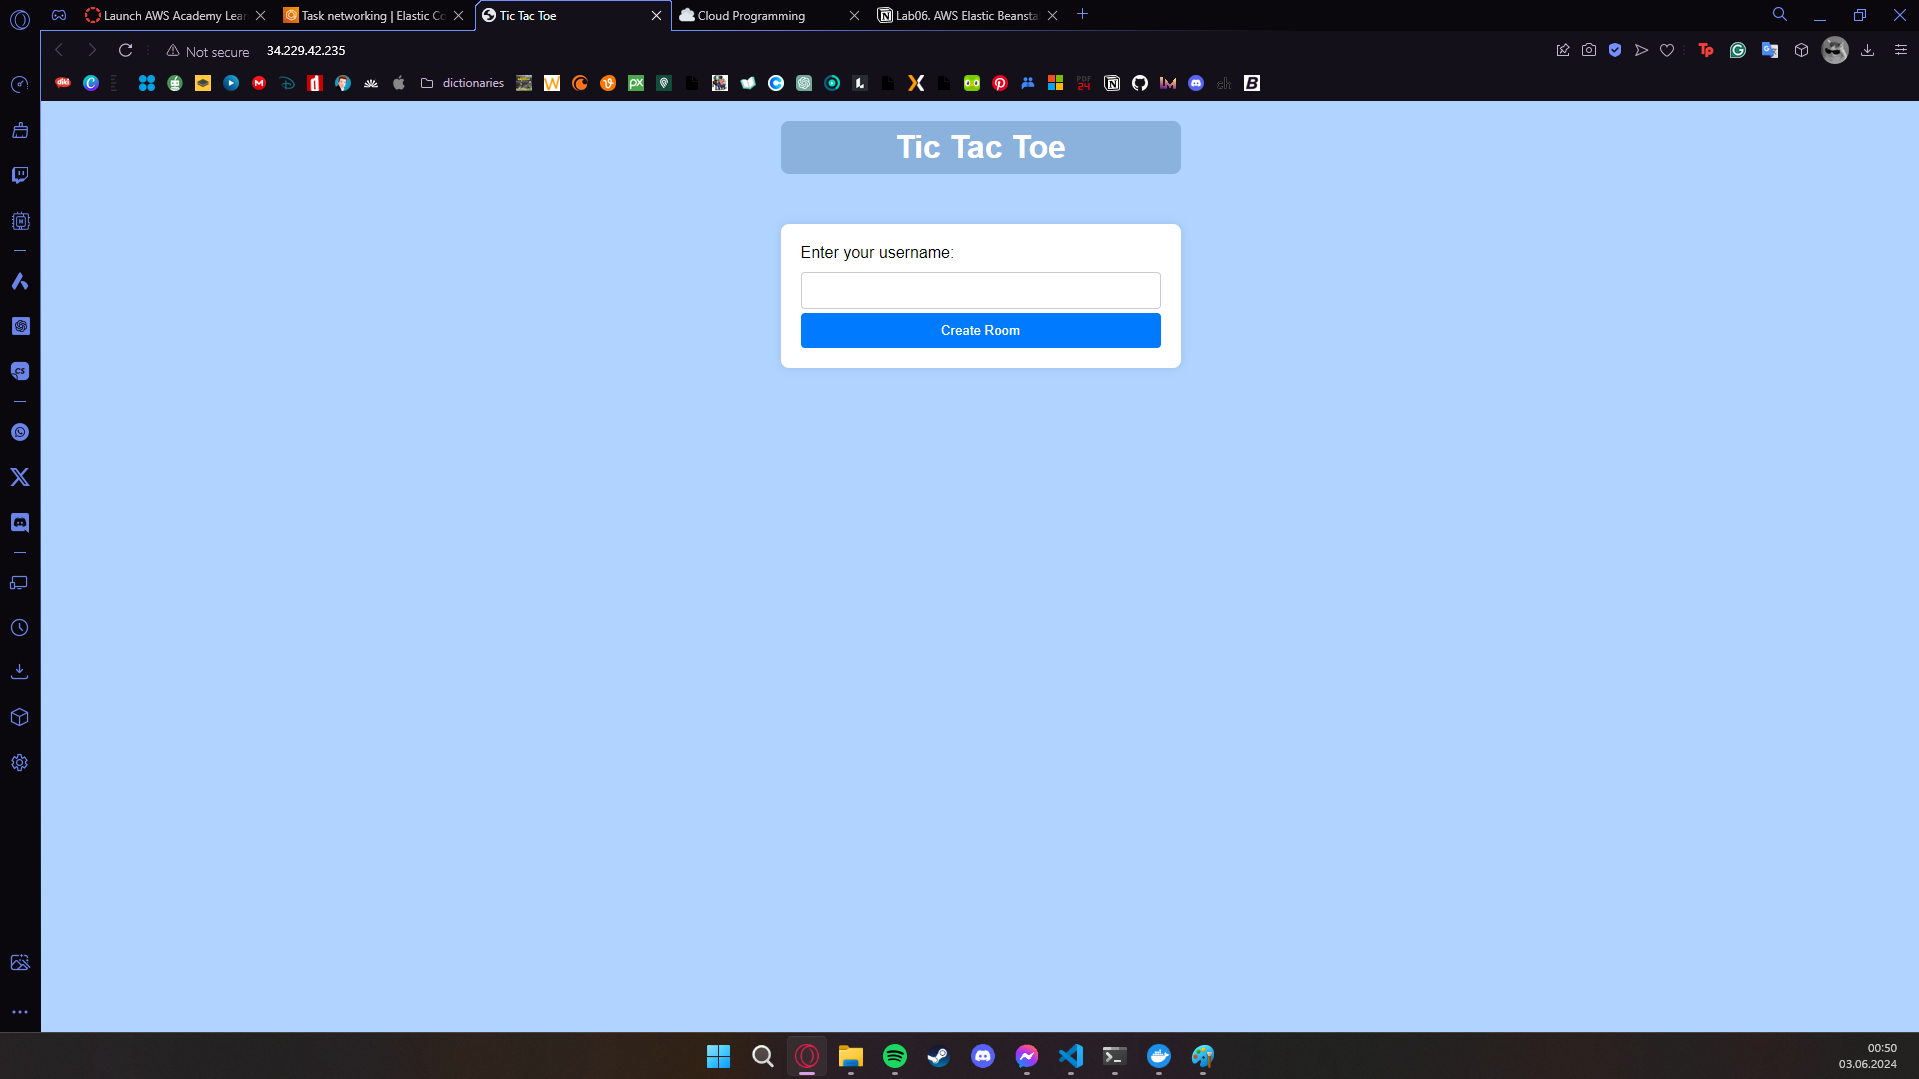 Launch AWS Academy Lear
Task networking | Elastic Co
Tic Tac Toe
Cloud Programming
Lab06. AWS Elastic Beansta
Not secure
34.229.42.235
dictionaries
Tic Tac Toe
Enter your username:
Create Room
00:50
03.06.2024